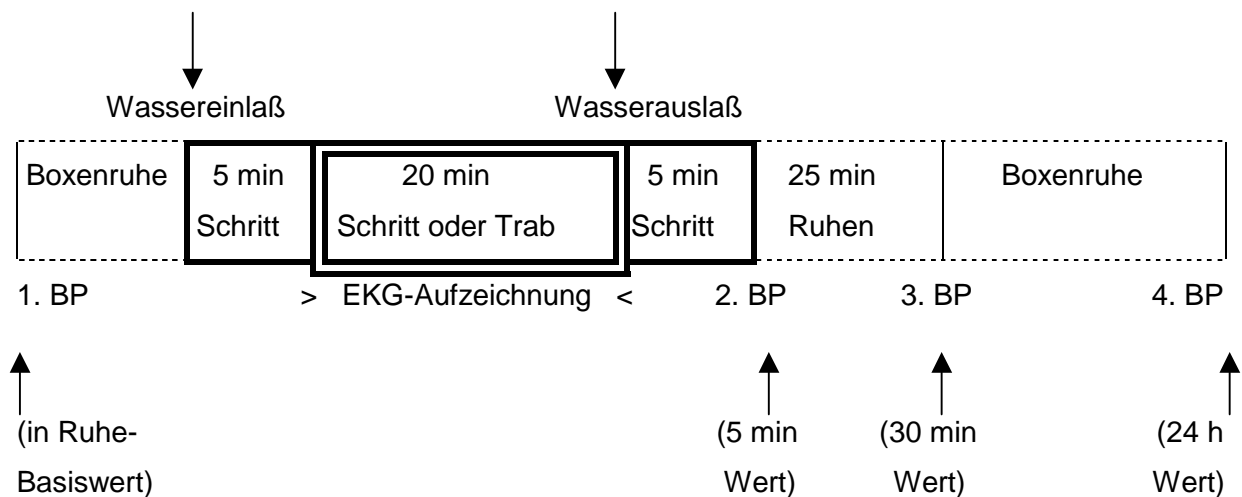 Wassereinlaß Wasserauslaß
Boxenruhe 5 min 20 min 5 min 25 min Boxenruhe
Schritt Schritt oder Trab Schritt Ruhen
1. BP > EKG-Aufzeichnung < 2. BP 3. BP 4. BP
(in Ruhe- (5 min (30 min (24 h
Basiswert) Wert) Wert) Wert)